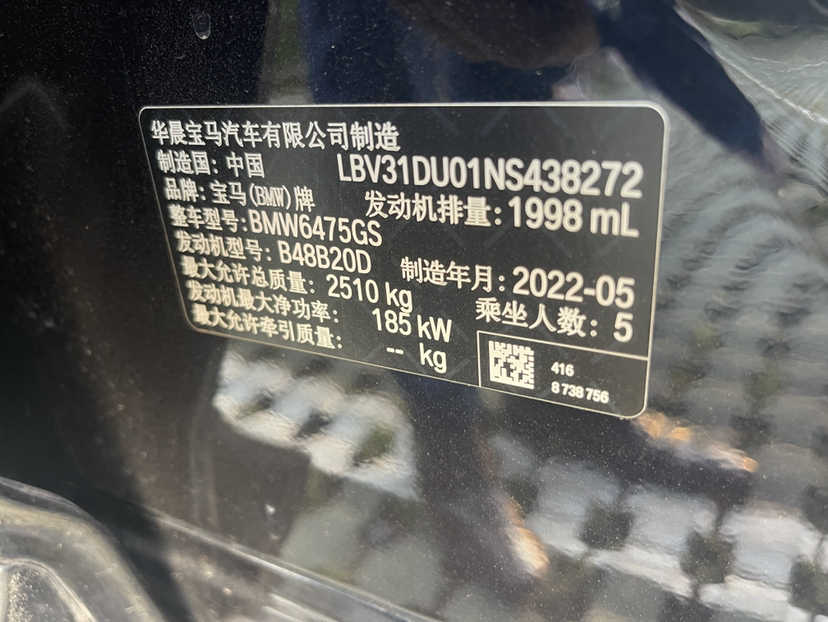 华晨宝马汽车有限公司制造
制造国: 中国 LBV31DU01NS438272
品牌: 宝马(BMW)牌 发动机排量: 1998 mL
整车型号: BMW6475GS
发动机型号: B48B20D 制造年月: 2022-05
最大允许总质量: 2510 kg 乘坐人数: 5
发动机最大净功率: 185 kW
最大允许牵引质量: -- kg
416
8 738 756